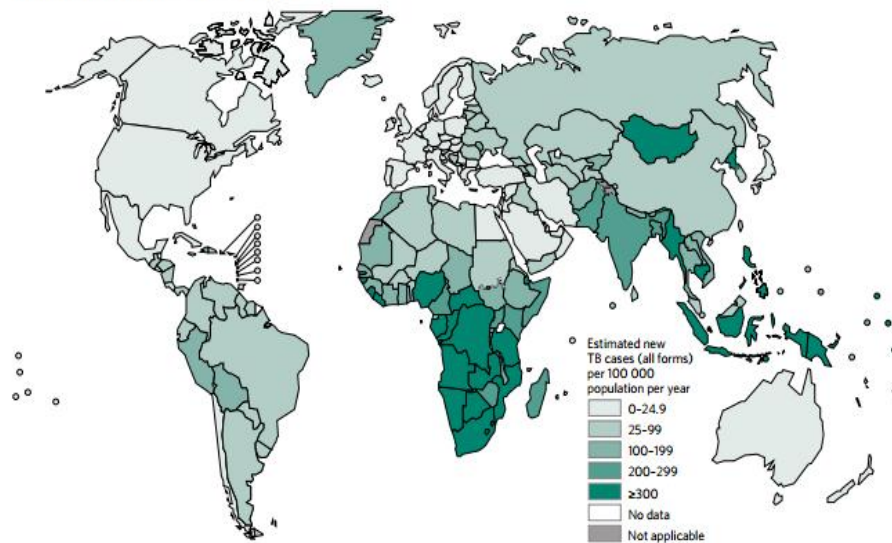 Estimated new
TB cases (all forms)
per 100 000
population per year
0–24.9
25–99
100–199
200–299
≥300
No data
Not applicable